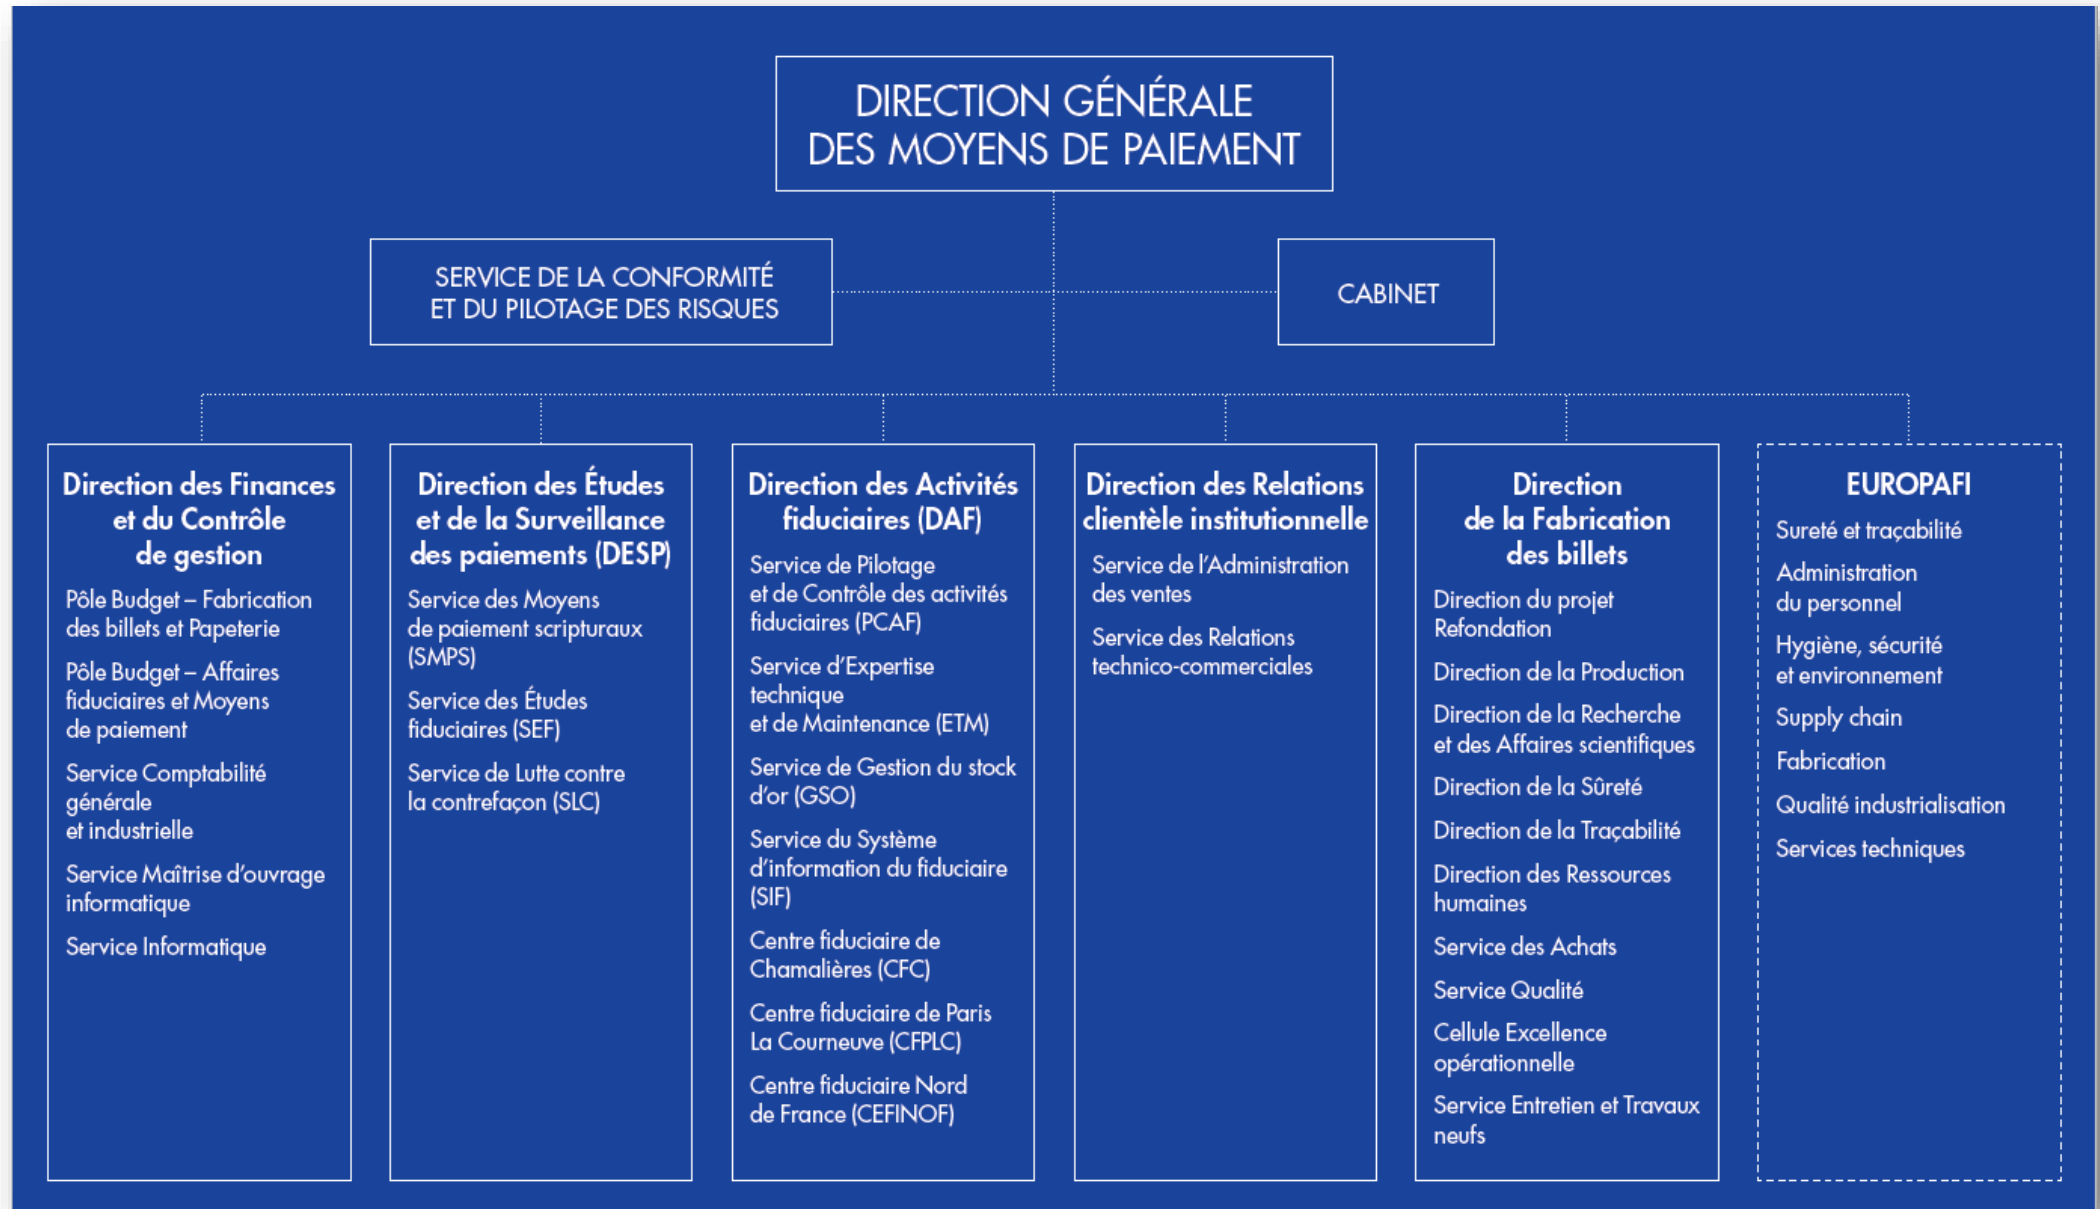 DIRECTION GÉNÉRALE
DES MOYENS DE PAIEMENT
SERVICE DE LA CONFORMITÉ
ET DU PILOTAGE DES RISQUES
CABINET
Direction des Finances
et du Contrôle
de gestion
Pôle Budget – Fabrication
des billets et Papeterie
Pôle Budget – Affaires
fiduciaires et Moyens
de paiement
Service Comptabilité
générale
et industrielle
Service Maîtrise d’ouvrage
informatique
Service Informatique
Direction des Études
et de la Surveillance
des paiements (DESP)
Service des Moyens
de paiement scripturaux
(SMPS)
Service des Études
fiduciaires (SEF)
Service de Lutte contre
la contrefaçon (SLC)
Direction des Activités
fiduciaires (DAF)
Service de Pilotage
et de Contrôle des activités
fiduciaires (PCAF)
Service d’Expertise
technique
et de Maintenance (ETM)
Service de Gestion du stock
d’or (GSO)
Service du Système
d’information du fiduciaire
(SIF)
Centre fiduciaire de
Chamalières (CFC)
Centre fiduciaire de Paris
La Courneuve (CFPLC)
Centre fiduciaire Nord
de France (CEFINOF)
Direction des Relations
clientèle institutionnelle
Service de l’Administration
des ventes
Service des Relations
technico-commerciales
Direction
de la Fabrication
des billets
Direction du projet
Refondation
Direction de la Production
Direction de la Recherche
et des Affaires scientifiques
Direction de la Sûreté
Direction de la Traçabilité
Direction des Ressources
humaines
Service des Achats
Service Qualité
Cellule Excellence
opérationnelle
Service Entretien et Travaux
neufs
EUROPAFI
Sureté et traçabilité
Administration
du personnel
Hygiène, sécurité
et environnement
Supply chain
Fabrication
Qualité industrialisation
Services techniques